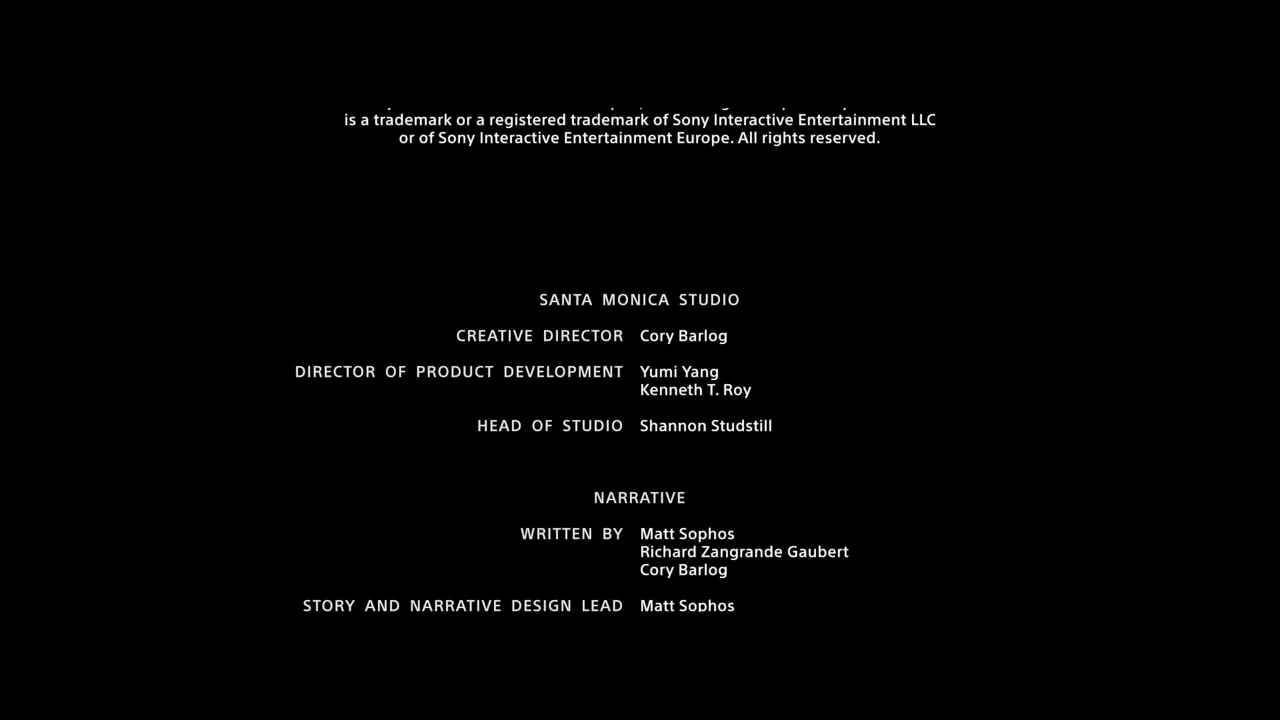 is a trademark or a registered trademark of Sony Interactive Entertainment LLC
or of Sony Interactive Entertainment Europe. All rights reserved.
SANTA MONICA STUDIO
CREATIVE DIRECTOR Cory Barlog
DIRECTOR OF PRODUCT DEVELOPMENT Yumi Yang
Kenneth T. Roy
HEAD OF STUDIO Shannon Studstill
NARRATIVE
WRITTEN BY Matt Sophos
Richard Zangrande Gaubert
Cory Barlog
STORY AND NARRATIVE DESIGN LEAD Matt Sophos